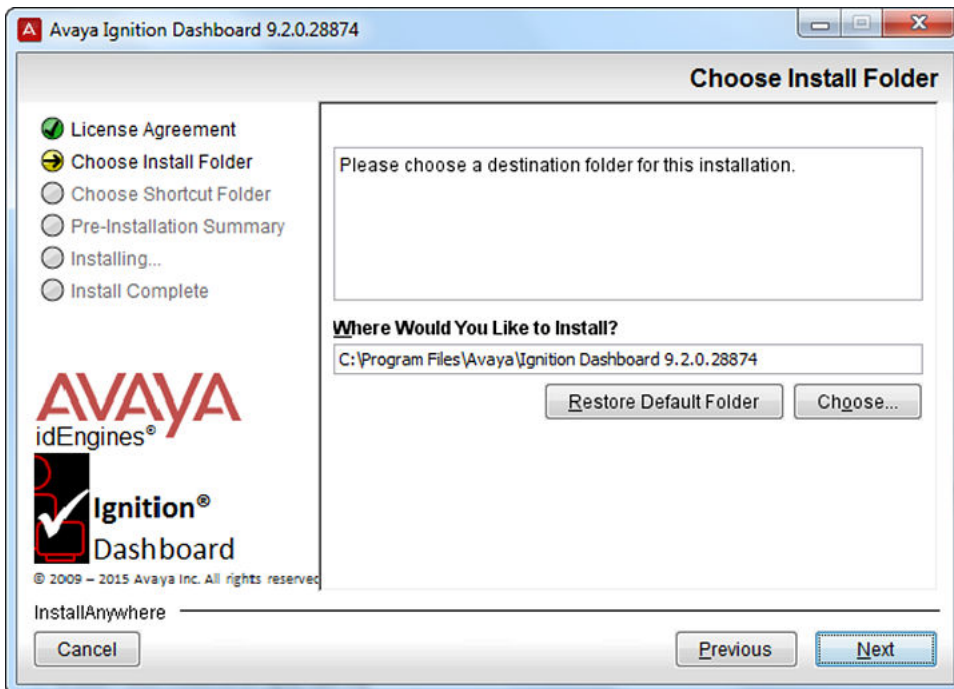 Avaya Ignition Dashboard 9.2.0.28874
Choose Install Folder
License Agreement
Choose Install Folder
Choose Shortcut Folder
Pre-Installation Summary
Installing...
Install Complete
Please choose a destination folder for this installation.
Where Would You Like to Install?
C:\Program Files\Avaya\Ignition Dashboard 9.2.0.28874
Restore Default Folder
Choose...
AVAYA
idEngines®
Ignition®
Dashboard
© 2009 – 2015 Avaya Inc. All rights reserved
InstallAnywhere
Cancel
Previous
Next